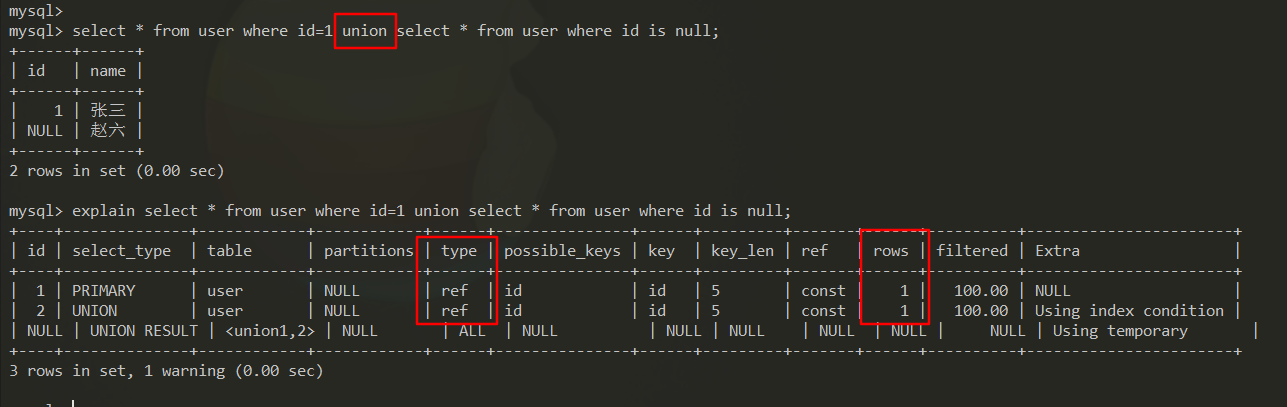 mysql>
mysql> select * from user where id=1 union select * from user where id is null;
+------+------+
| id   | name |
+------+------+
|    1 | 张三 |
| NULL | 赵六 |
+------+------+
2 rows in set (0.00 sec)
mysql> explain select * from user where id=1 union select * from user where id is null;
+----+--------------+------------+------------+------+---------------+------+---------+-------+------+----------+-----------------------+
| id | select_type | table | partitions | type | possible_keys | key | key_len | ref | rows | filtered | Extra |
+----+--------------+------------+------------+------+---------------+------+---------+-------+------+----------+-----------------------+
| 1 | PRIMARY | user | NULL | ref | id | id | 5 | const | 1 | 100.00 | NULL |
| 2 | UNION | user | NULL | ref | id | id | 5 | const | 1 | 100.00 | Using index condition |
| NULL | UNION RESULT | <union1,2> | NULL | ALL | NULL | NULL | NULL | NULL | NULL | NULL | Using temporary |
+----+--------------+------------+------------+------+---------------+------+---------+-------+------+----------+-----------------------+
3 rows in set, 1 warning (0.00 sec)